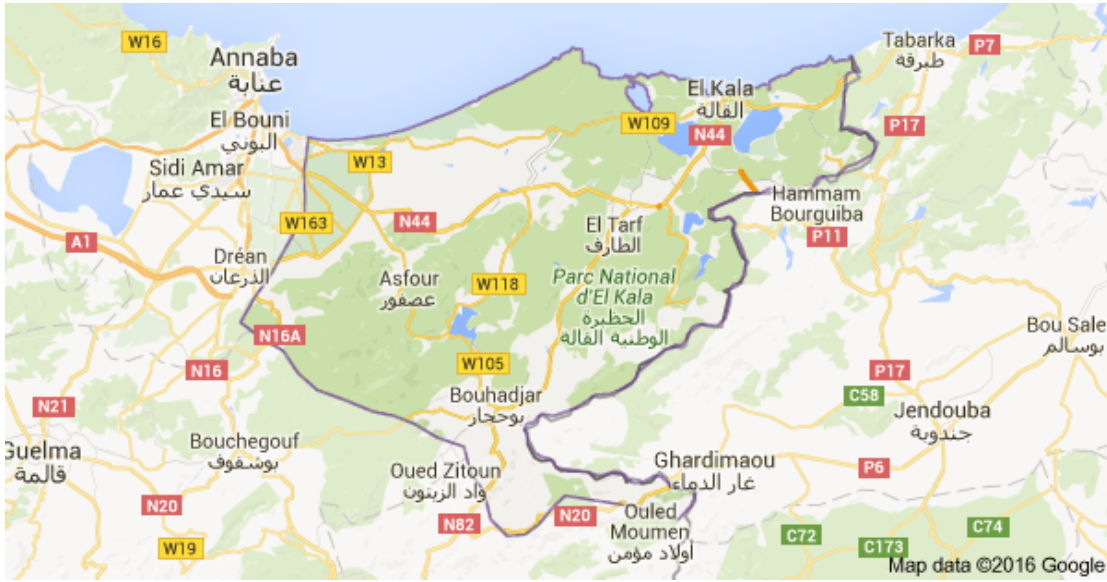 W16
Annaba
عنابة
Tabarka
طبرقة
P7
El Kala
القالة
El Bouni
البوني
W109
N44
P17
W13
Sidi Amar
سيدي عمار
Hammam
Bourguiba
W163
N44
El Tarf
الطارف
P11
A1
Dréan
الذرعان
Asfour
عصفور
W118
Parc National
d'El Kala
الحظيرة
الوطنية القالة
Bou Sale
بوسالم
N16A
N16
W105
P17
N21
Bouhadjar
بوحجار
C58
Jendouba
جندوبة
Guelma
قالمة
Bouchegouf
بوشقوف
Oued Zitoun
واد الزيتون
Ghardimaou
غار الدماء
P6
N20
N82
N20
Ouled
Moumen
أولاد مؤمن
C72
C74
W19
C173
Map data ©2016 Google